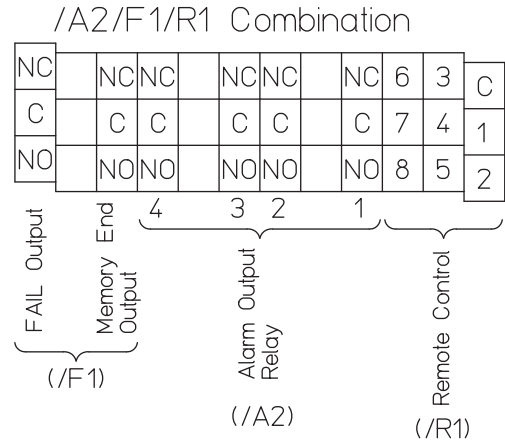 /A2/F1/R1 Combination
NC NC NC NC NC NC 6 3 C
C C C C C C 7 4 1
NO NO NO NO NO NO 8 5 2
4 3 2 1
FAIL Output
Memory End
Output
Alarm Output
Relay
Remote Control
(/F1)
(/A2)
(/R1)